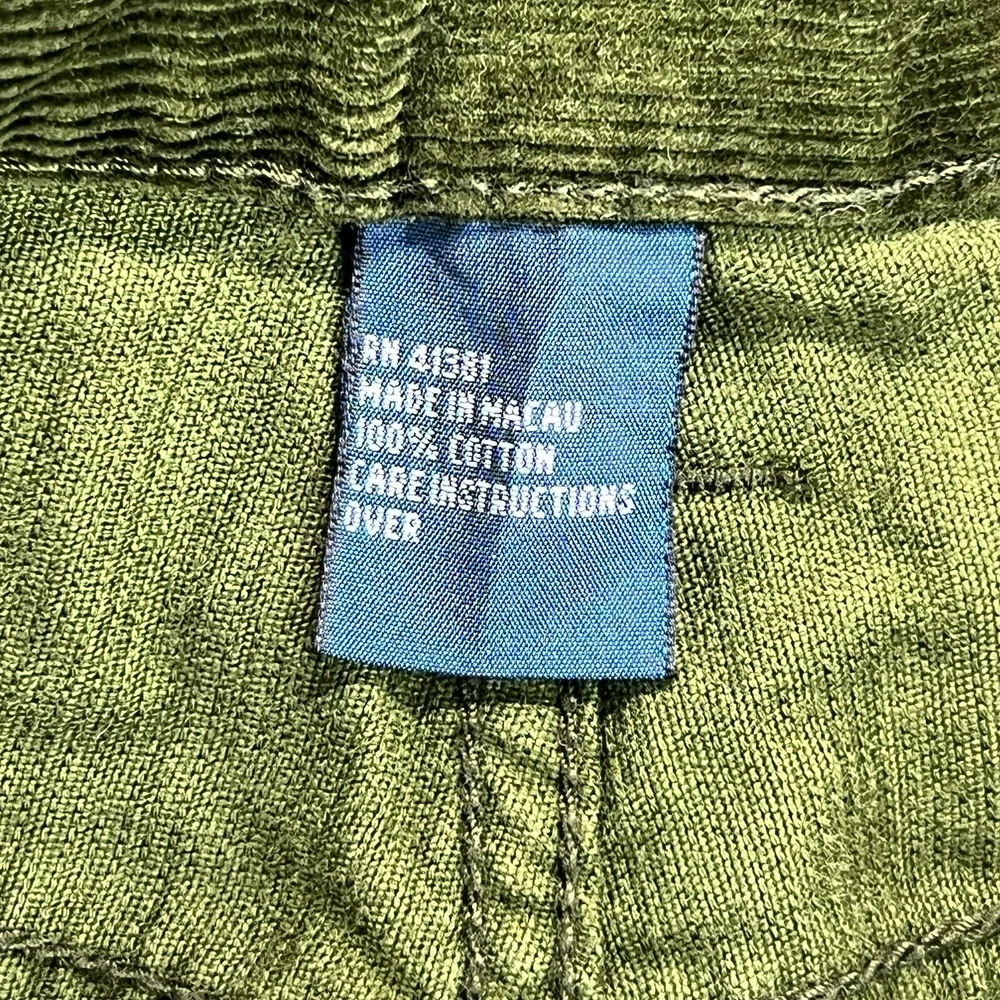 RN 41381
MADE IN MACAU
100% COTTON
CARE INSTRUCTIONS
OVER